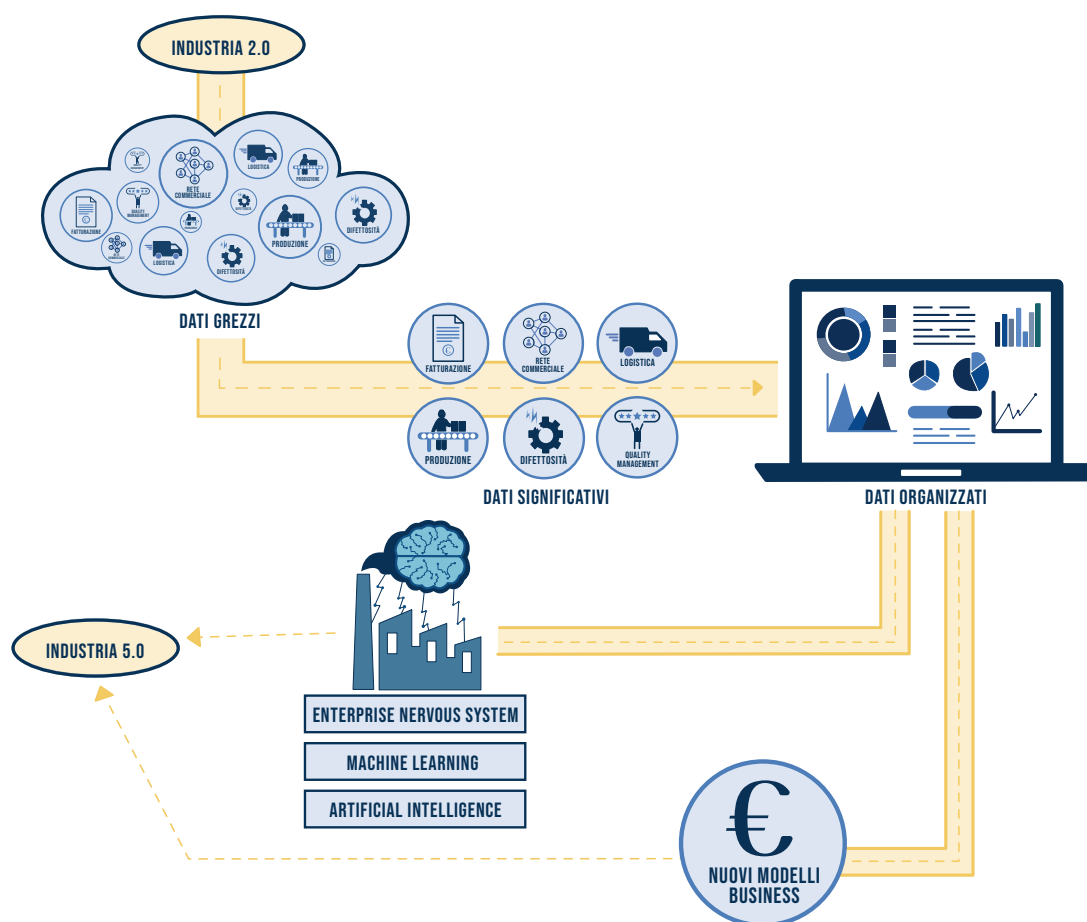 INDUSTRIA 2.0
RETE
COMMERCIALE
LOGISTICA
PRODUZIONE
QUALITY
MANAGEMENT
FATTURAZIONE
DIFETTOSITÀ
PRODUZIONE
LOGISTICA
DIFETTOSITÀ
DATI GREZZI
FATTURAZIONE
RETE
COMMERCIALE
LOGISTICA
PRODUZIONE
DIFETTOSITÀ
QUALITY
MANAGEMENT
DATI SIGNIFICATIVI
DATI ORGANIZZATI
INDUSTRIA 5.0
ENTERPRISE NERVOUS SYSTEM
MACHINE LEARNING
ARTIFICIAL INTELLIGENCE
€
NUOVI MODELLI
BUSINESS